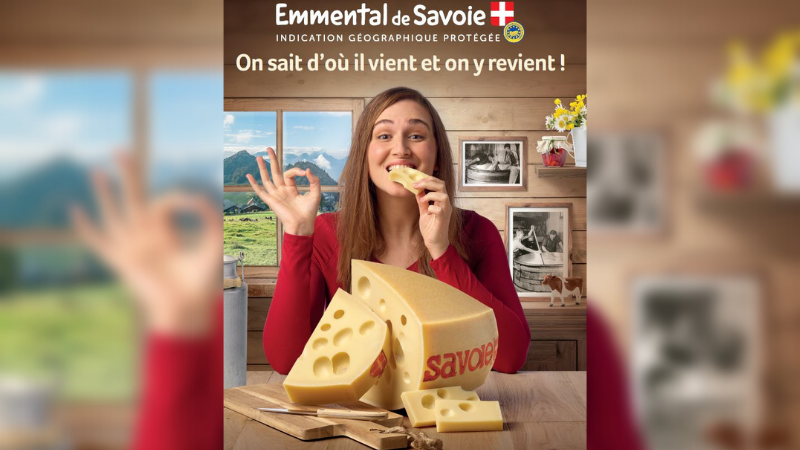 Emmental de Savoie
INDICATION GÉOGRAPHIQUE PROTÉGÉE
On sait d'où il vient et on y revient !
savoie